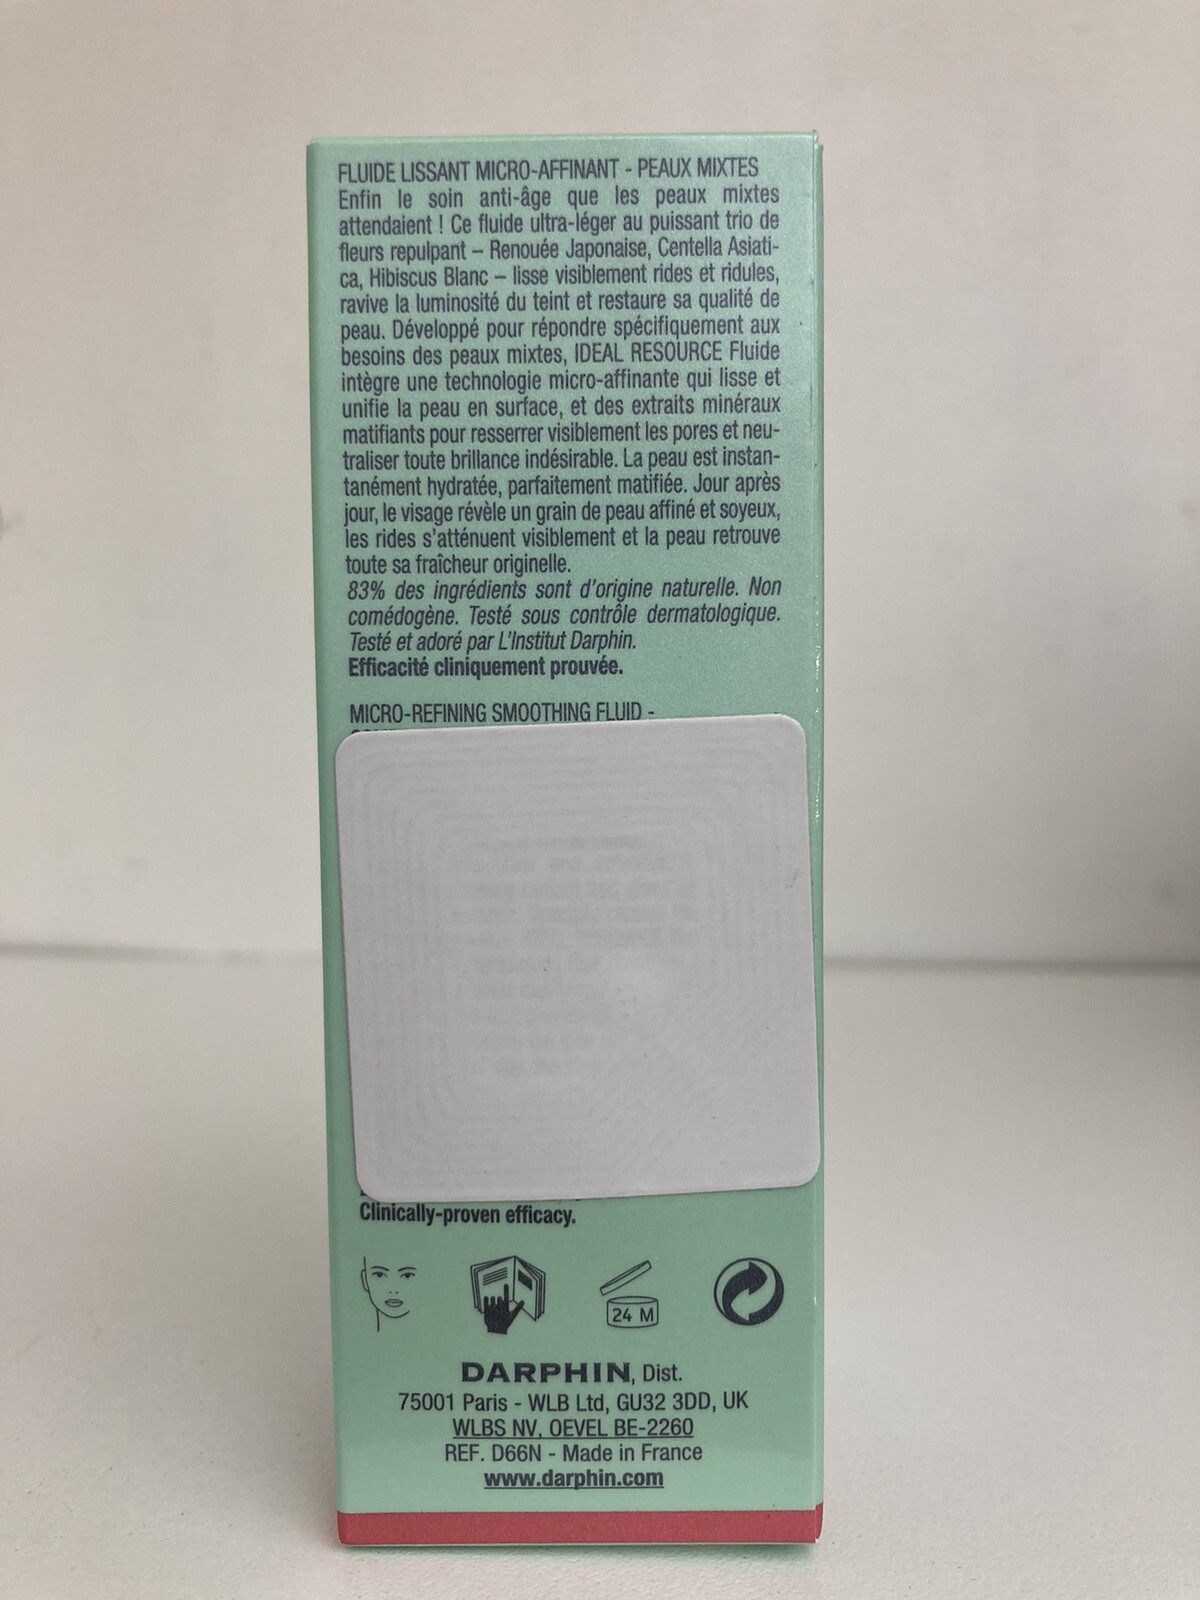 FLUIDE LISSANT MICRO-AFFINANT - PEAUX MIXTES
Enfin le soin anti-âge que les peaux mixtes
attendaient ! Ce fluide ultra-léger au puissant trio de
fleurs repulpant – Renouée Japonaise, Centella Asiati-
ca, Hibiscus Blanc – lisse visiblement rides et ridules,
ravive la luminosité du teint et restaure sa qualité de
peau. Développé pour répondre spécifiquement aux
besoins des peaux mixtes, IDEAL RESOURCE Fluide
intègre une technologie micro-affinante qui lisse et
unifie la peau en surface, et des extraits minéraux
matifiants pour resserrer visiblement les pores et neu-
traliser toute brillance indésirable. La peau est instan-
tanément hydratée, parfaitement matifiée. Jour après
jour, le visage révèle un grain de peau affiné et soyeux,
les rides s'atténuent visiblement et la peau retrouve
toute sa fraîcheur originelle.
83% des ingrédients sont d'origine naturelle. Non
comédogène. Testé sous contrôle dermatologique.
Testé et adoré par L'institut Darphin.
Efficacité cliniquement prouvée.
MICRO-REFINING SMOOTHING FLUID -
Clinically-proven efficacy.
24 M
DARPHIN, Dist.
75001 Paris - WLB Ltd, GU32 3DD, UK
WLBS NV, OEVEL BE-2260
REF. D66N - Made in France
www.darphin.com